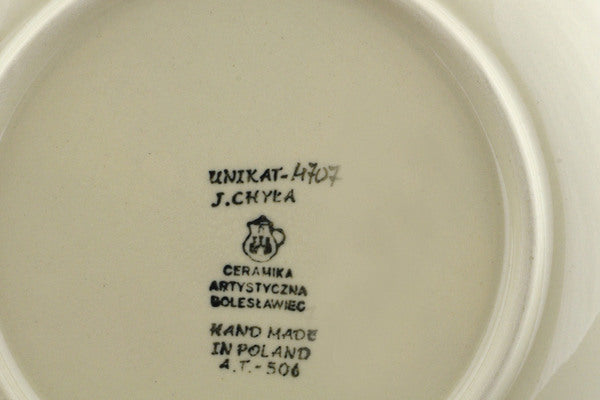 UNIKAT-4707
J.CHYŁA
CERAMIKA
ARTYSTYCZNA
BOLESŁAWIEC
HAND MADE
IN POLAND
A.T.-506